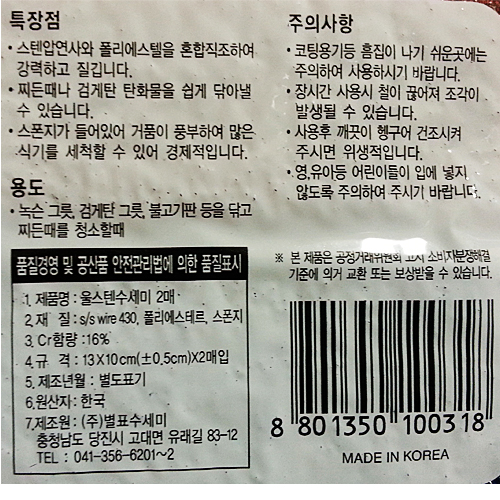 특장점
• 스텐압연사와 폴리에스텔을 혼합직조하여
강력하고 질깁니다.
• 찌든때나 검게탄 탄화물을 쉽게 닦아낼
수 있습니다.
• 스폰지가 들어있어 거품이 풍부하여 많은
식기를 세척할 수 있어 경제적입니다.
용도
• 녹슨 그릇, 검게탄 그릇, 불고기판 등을 닦고
찌든때를 청소할때
주의사항
• 코팅용기등 흠집이 나기 쉬운곳에는
주의하여 사용하시기 바랍니다.
• 장시간 사용시 철이 끊어져 조각이
발생될 수 있습니다.
• 사용후 깨끗이 헹구어 건조시켜
주시면 위생적입니다.
• 영,유아등 어린이들이 입에 넣지
않도록 주의하여 주시기 바랍니다.
※ 본 제품은 공정거래위원회 고시 소비자분쟁해결
기준에 의거 교환 또는 보상받을 수 있습니다.
품질경영 및 공산품 안전관리법에 의한 품질표시
1. 제품명 : 울스텐수세미 2매
2. 재 질 : s/s wire 430, 폴리에스테르, 스폰지
3. Cr함량 : 16%
4. 규 격 : 13X10cm(±0.5cm)X2매입
5. 제조년월 : 별도표기
6. 원산지 : 한국
7. 제조원 : (주)별표수세미
충청남도 당진시 고대면 유래길 83-12
TEL : 041-356-6201~2
8 801350 100318
MADE IN KOREA